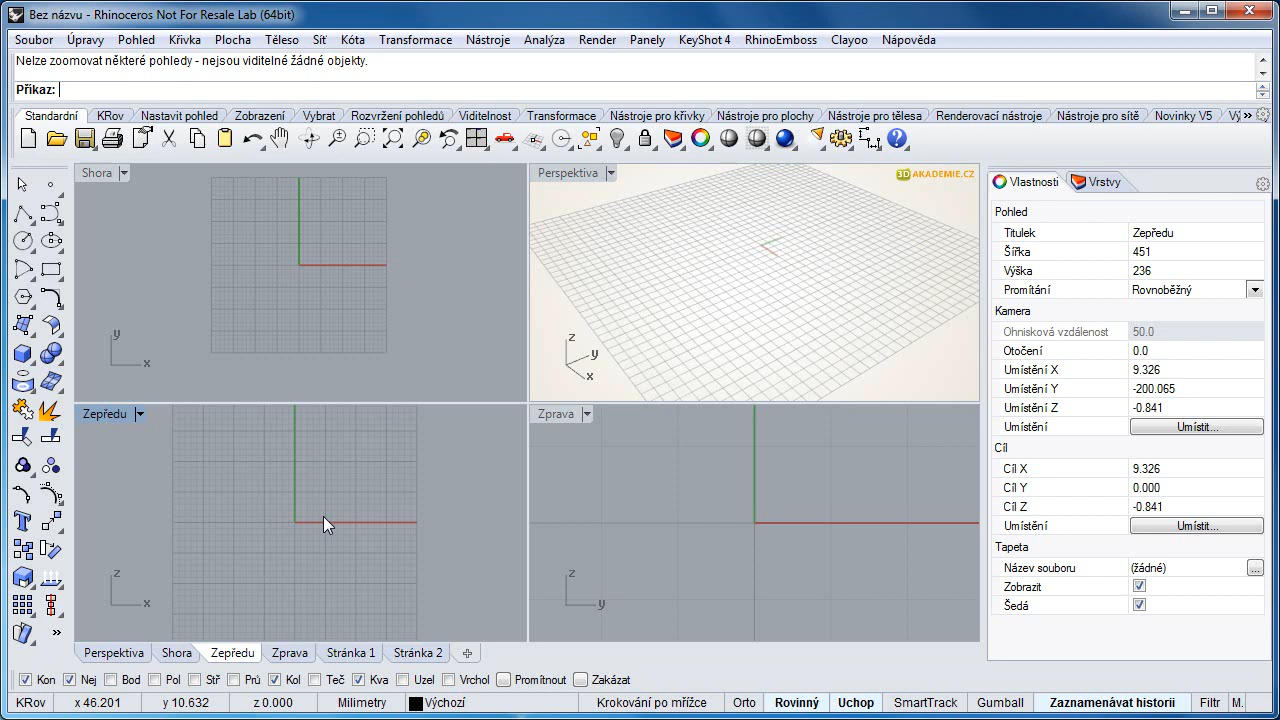 Bez názvu - Rhinoceros Not For Resale Lab (64bit)
Soubor Úpravy Pohled Křivka Plocha Těleso Síť Kóta Transformace Nástroje Analýza Render Panely KeyShot 4 RhinoEmboss Clayoo Nápověda
Nelze zoomovat některé pohledy - nejsou viditelné žádné objekty.
Příkaz:
Standardní KRov Nastavit pohled Zobrazení Vybrat Rozvržení pohledů Viditelnost Transformace Nástroje pro křivky Nástroje pro plochy Nástroje pro tělesa Renderovací nástroje Nástroje pro sítě Novinky V5 Vý »
Shora
Perspektiva
3D AKADEMIE.CZ
Vlastnosti Vrstvy
Pohled
Titulek Zepředu
Šířka 451
Výška 236
Promítání Rovnoběžný
Kamera
Ohnisková vzdálenost 50.0
Otočení 0.0
Umístění X 9.326
Umístění Y -200.065
Umístění Z -0.841
Umístění Umístit...
Cíl
Cíl X 9.326
Cíl Y 0.000
Cíl Z -0.841
Umístění Umístit...
Tapeta
Název souboru (žádné) ...
Zobrazit
Šedá
y
x
z
y
x
Zepředu
Zprava
z
x
z
y
T
»
Perspektiva Shora Zepředu Zprava Stránka 1 Stránka 2
Kon Nej Bod Pol Stř Prů Kol Teč Kva Uzel Vrchol Promítnout Zakázat
KRov x 46.201 y 10.632 z 0.000 Milimetry Výchozí Krokování po mřížce Orto Rovinný Uchop SmartTrack Gumball Zaznamenávat historii Filtr M.